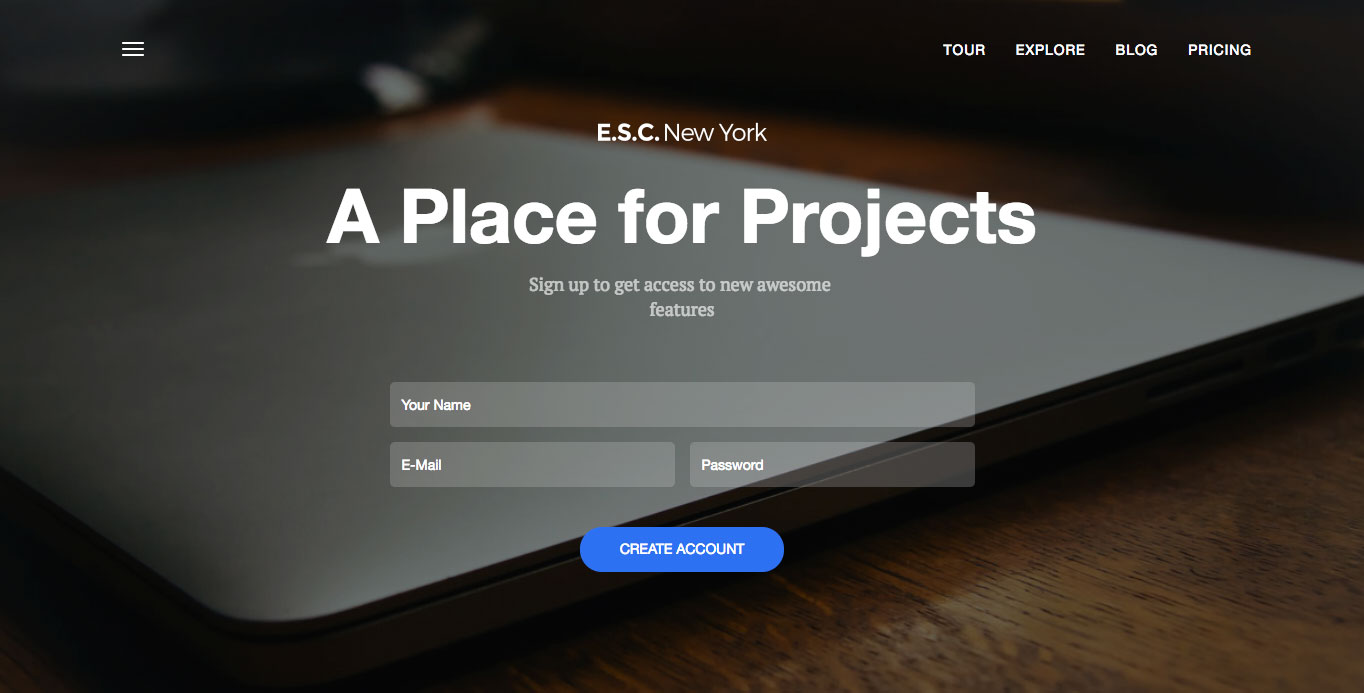 TOUR EXPLORE BLOG PRICING
E.S.C. New York
A Place for Projects
Sign up to get access to new awesome
features
Your Name
E-Mail Password
CREATE ACCOUNT